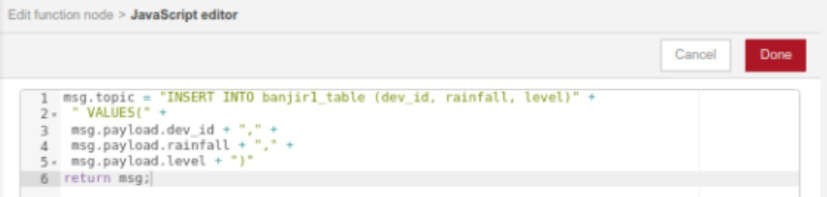 Edit function node > JavaScript editor
Cancel
Done
1 msg.topic = "INSERT INTO banjir1_table (dev_id, rainfall, level)" +
2 " VALUES(" +
3 msg.payload.dev_id + "," +
4 msg.payload.rainfall + "," +
5 msg.payload.level + ")"
6 return msg;